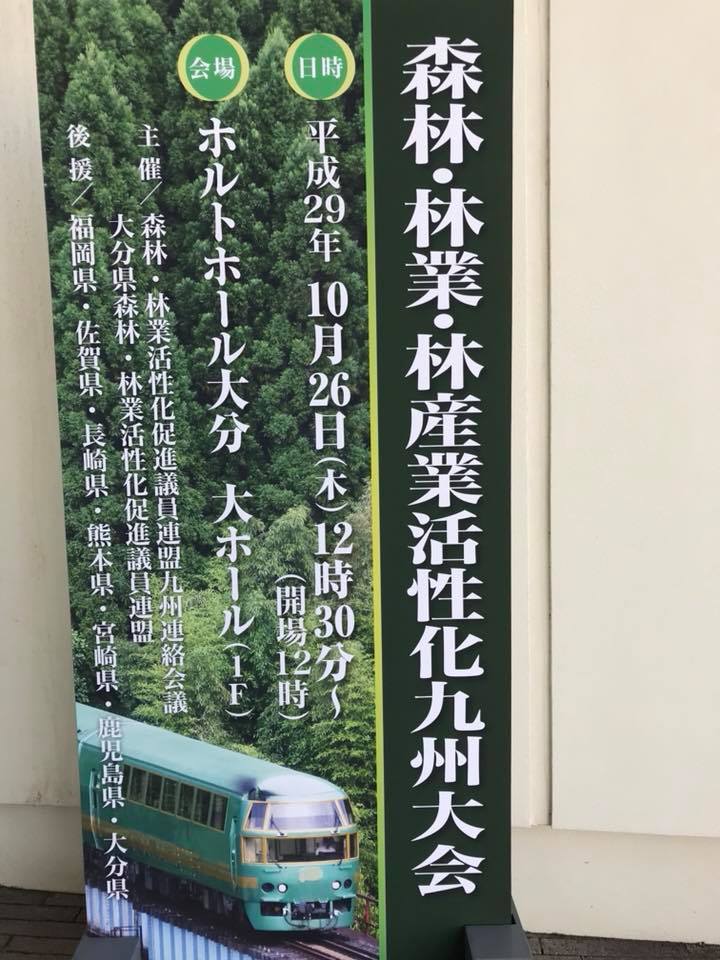 森林・林業・林産業活性化九州大会
日時
平成29年 10月26日(木)12時30分~
(開場12時)
会場
ホルトホール大分 大ホール(1F)
主催/森林・林業活性化促進議員連盟九州連絡会議
大分県森林・林業活性化促進議員連盟
後援/福岡県・佐賀県・長崎県・熊本県・宮崎県・鹿児島県・大分県